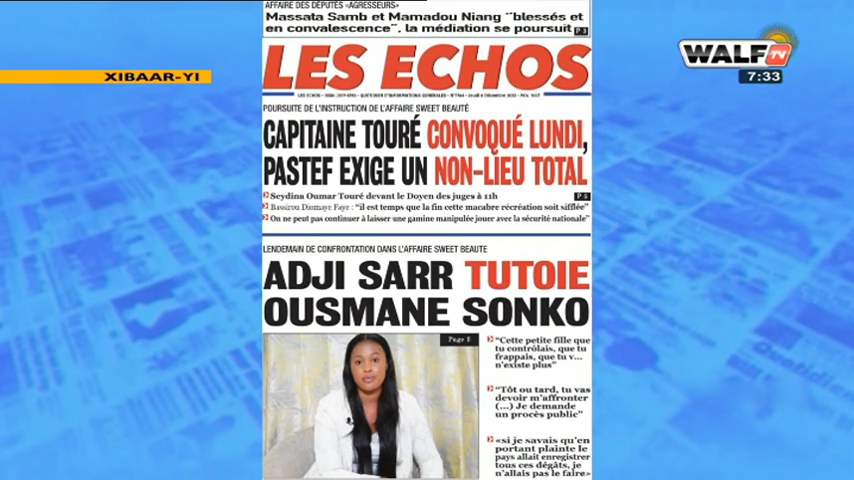 AFFAIRE DES DÉPUTÉS «AGRESSEURS»
Massata Samb et Mamadou Niang ``blessés et
en convalescence´´, la médiation se poursuit P 3
LES ECHOS
XIBAAR-YI
WALF TV
7:33
POURSUITE DE L'INSTRUCTION DE L'AFFAIRE SWEET BEAUTÉ
CAPITAINE TOURÉ CONVOQUÉ LUNDI,
PASTEF EXIGE UN NON-LIEU TOTAL
Seydina Oumar Touré devant le Doyen des juges à 11h P 5
Bassirou Diomaye Faye : “il est temps que la fin cette macabre récréation soit sifflée”
On ne peut pas continuer à laisser une gamine manipulée jouer avec la sécurité nationale”
LENDEMAIN DE CONFRONTATION DANS L'AFFAIRE SWEET BEAUTE
ADJI SARR TUTOIE
OUSMANE SONKO
Page 5
“Cette petite fille que
tu contrôlais, que tu
frappais, que tu v...
n'existe plus”
“Tôt ou tard, tu vas
devoir m'affronter
(...) Je demande
un procès public”
«si je savais qu'en
portant plainte le
pays allait enregistrer
tous ces dégâts, je
n'allais pas le faire»